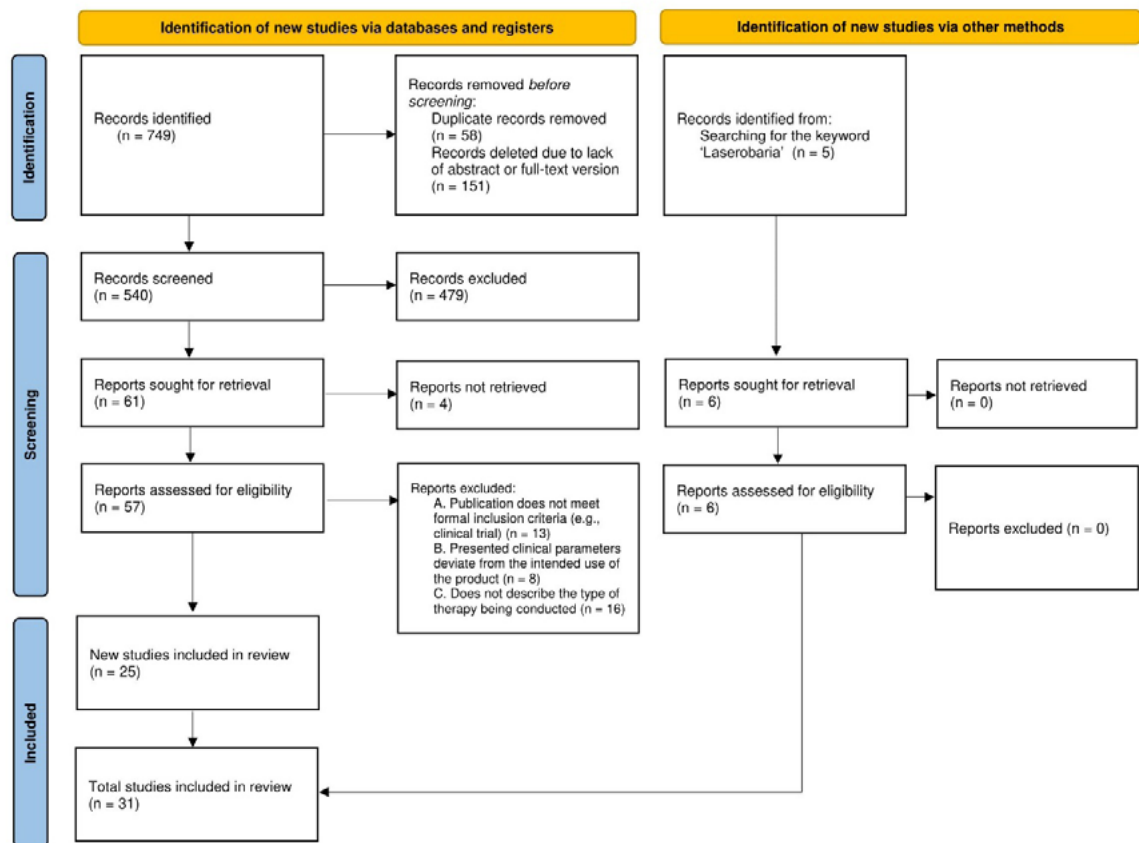 Identification of new studies via databases and registers
Identification of new studies via other methods
Identification
Records identified
(n = 749)
Records removed before
screening:
Duplicate records removed
(n = 58)
Records deleted due to lack
of abstract or full-text version
(n = 151)
Records identified from:
Searching for the keyword
'Laserobaria' (n = 5)
Screening
Records screened
(n = 540)
Records excluded
(n = 479)
Reports sought for retrieval
(n = 61)
Reports not retrieved
(n = 4)
Reports sought for retrieval
(n = 6)
Reports not retrieved
(n = 0)
Reports assessed for eligibility
(n = 57)
Reports excluded:
A. Publication does not meet
formal inclusion criteria (e.g.,
clinical trial) (n = 13)
B. Presented clinical parameters
deviate from the intended use of
the product (n = 8)
C. Does not describe the type of
therapy being conducted (n = 16)
Reports assessed for eligibility
(n = 6)
Reports excluded (n = 0)
Included
New studies included in review
(n = 25)
Total studies included in review
(n = 31)